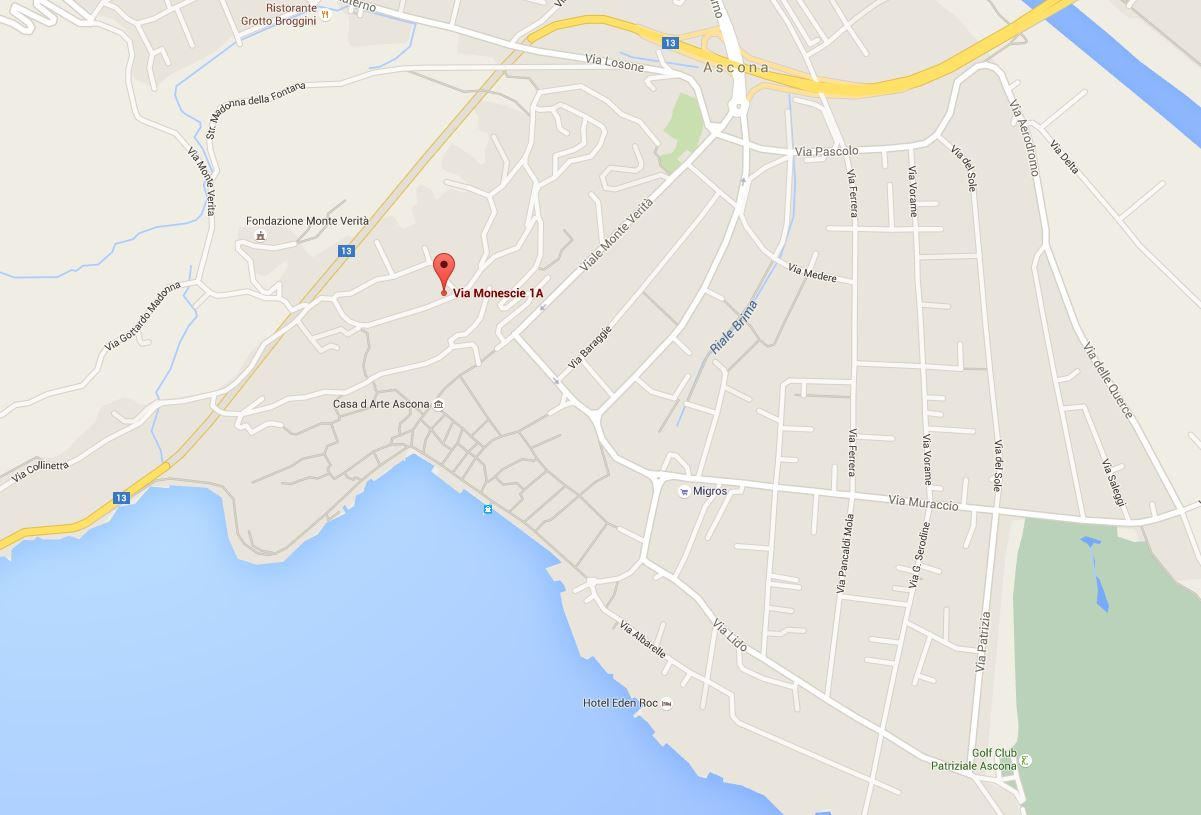 Ristorante
Grotto Broggini
13
Via Losone
Ascona
Str. Madonna della Fontana
Via Monte Verità
Via Pascolo
Via Aerodromo
Via Delta
Via del Sole
Via Vorame
Via Ferrera
Fondazione Monte Verità
13
Viale Monte Verità
Via Medere
Via Monescie 1A
Via Gottardo Madonna
Riale Brima
Via Baraggie
Via delle Querce
Casa d Arte Ascona
Via Ferrera
Via Vorame
Via del Sole
Via Collinetta
Via Saleggi
13
Migros
Via Muraccio
Via Pancaldi Mola
Via G. Serodine
Via Patrizia
Via Albarelle
Via Lido
Hotel Eden Roc
Golf Club
Patriziale Ascona